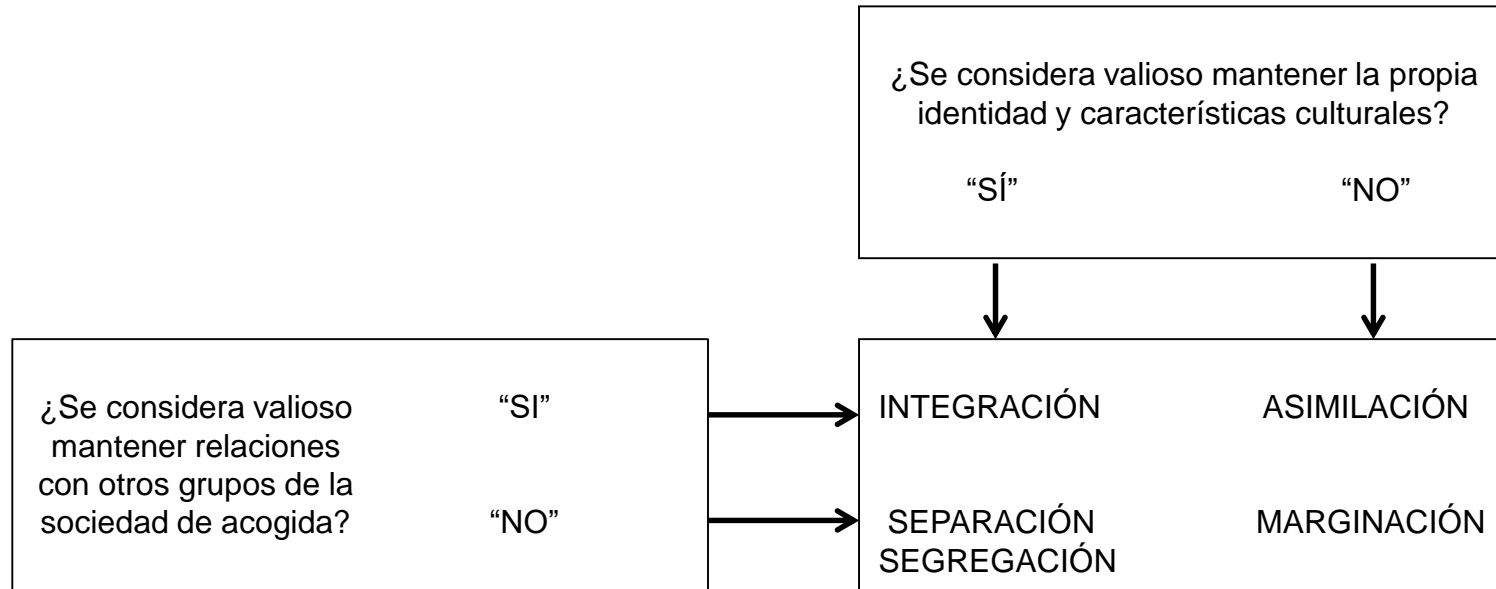 ¿Se considera valioso mantener la propia
identidad y características culturales?
“SÍ” “NO”
¿Se considera valioso
mantener relaciones
con otros grupos de la
sociedad de acogida?
“SI”
“NO”
INTEGRACIÓN ASIMILACIÓN
SEPARACIÓN MARGINACIÓN
SEGREGACIÓN